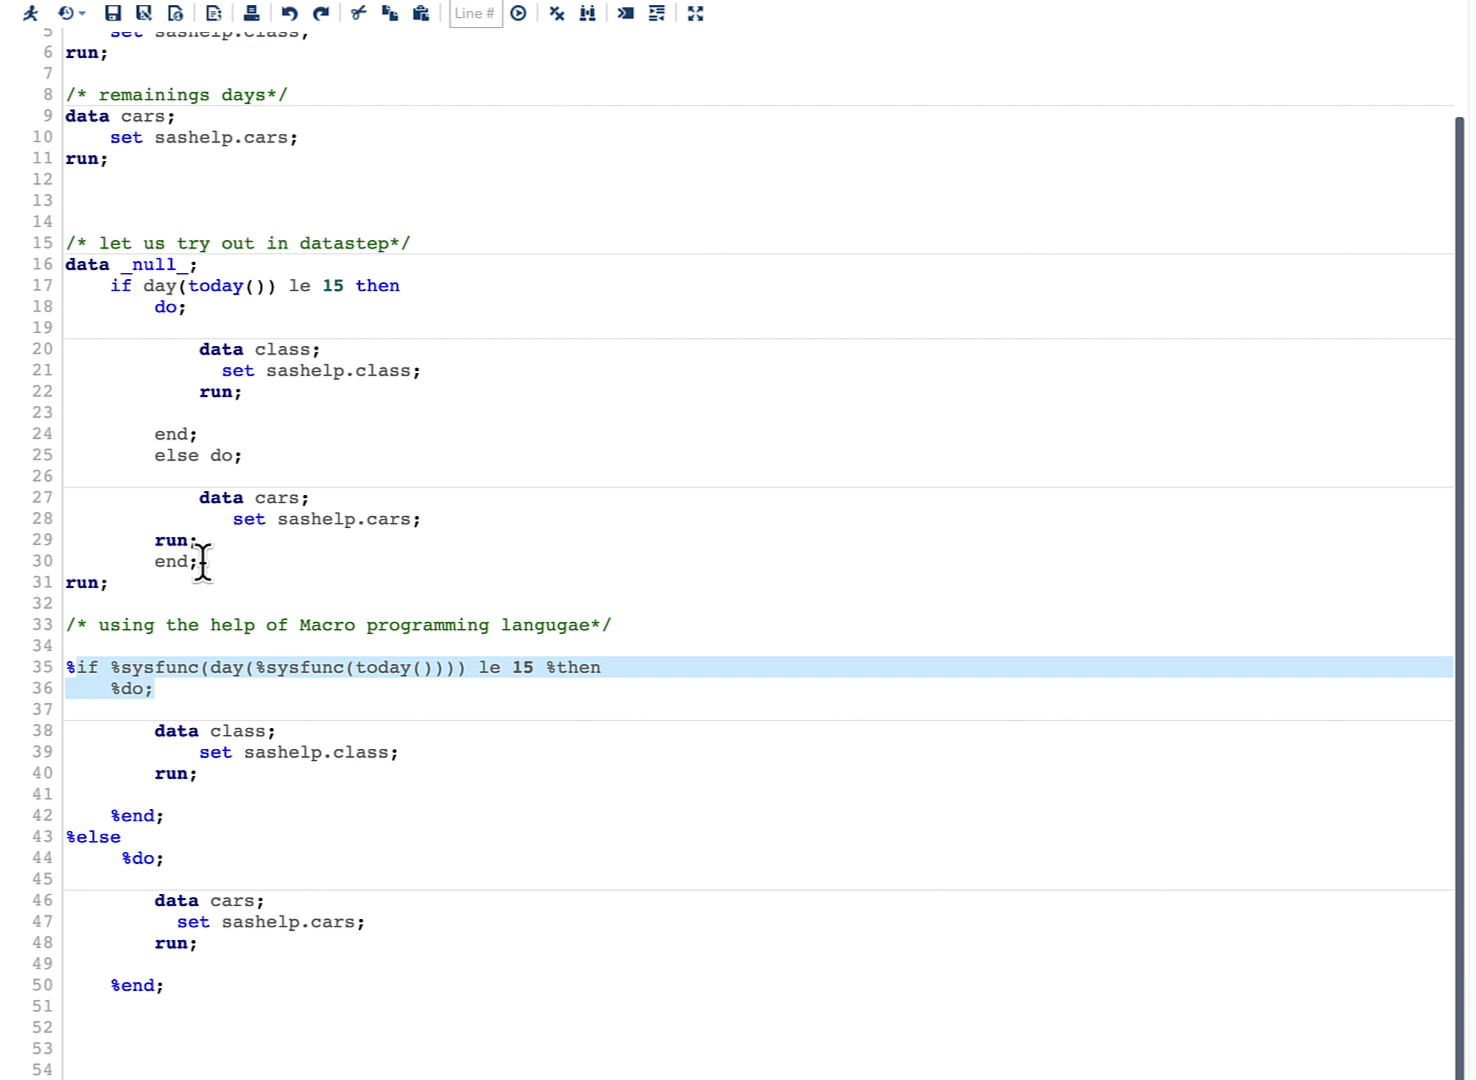 Line #
5 set sashelp.class;
6 run;
7
8 /* remainings days*/
9 data cars;
10 set sashelp.cars;
11 run;
12
13
14
15 /* let us try out in datastep*/
16 data _null_;
17 if day(today()) le 15 then
18 do;
19
20 data class;
21 set sashelp.class;
22 run;
23
24 end;
25 else do;
26
27 data cars;
28 set sashelp.cars;
29 run;
30 end;
31 run;
32
33 /* using the help of Macro programming langugae*/
34
35 %if %sysfunc(day(%sysfunc(today()))) le 15 %then
36 %do;
37
38 data class;
39 set sashelp.class;
40 run;
41
42 %end;
43 %else
44 %do;
45
46 data cars;
47 set sashelp.cars;
48 run;
49
50 %end;
51
52
53
54